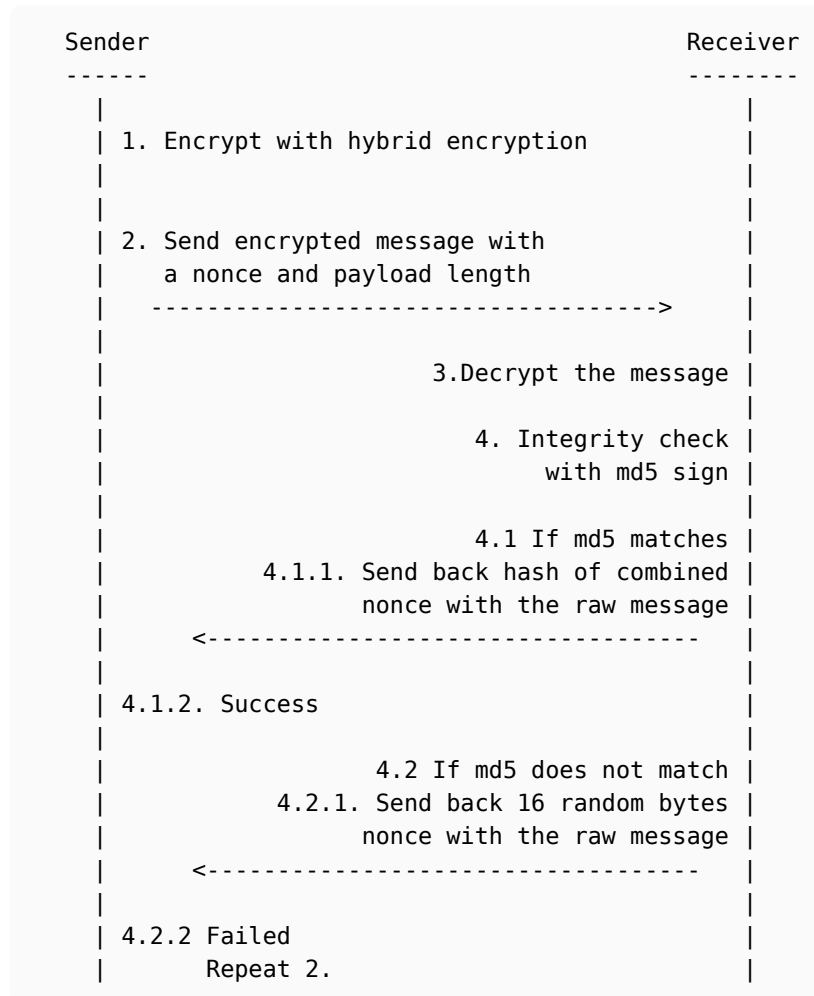 Sender Receiver
------ --------
| |
| 1. Encrypt with hybrid encryption |
| |
| |
| 2. Send encrypted message with |
| a nonce and payload length |
| ------------------------------------> |
| |
| 3.Decrypt the message |
| |
| 4. Integrity check |
| with md5 sign |
| |
| 4.1 If md5 matches |
| 4.1.1. Send back hash of combined |
| nonce with the raw message |
| <----------------------------------- |
| |
| 4.1.2. Success |
| |
| 4.2 If md5 does not match |
| 4.2.1. Send back 16 random bytes |
| nonce with the raw message |
| <----------------------------------- |
| |
| 4.2.2 Failed |
| Repeat 2. |